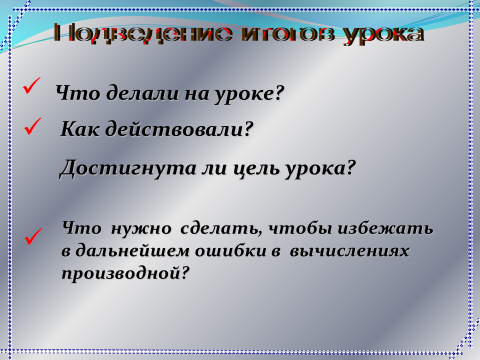 Подведение итогов урока
Что делали на уроке?
Как действовали?
Достигнута ли цель урока?
Что нужно сделать, чтобы избежать
в дальнейшем ошибки в вычислениях
производной?